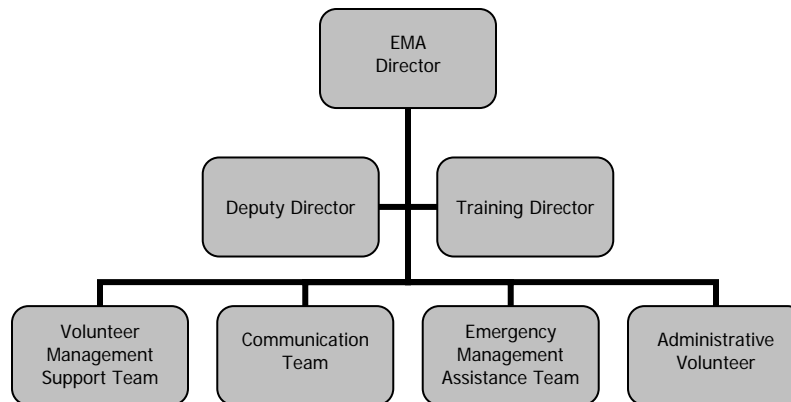 EMA
Director
Deputy Director
Training Director
Volunteer
Management
Support Team
Communication
Team
Emergency
Management
Assistance Team
Administrative
Volunteer